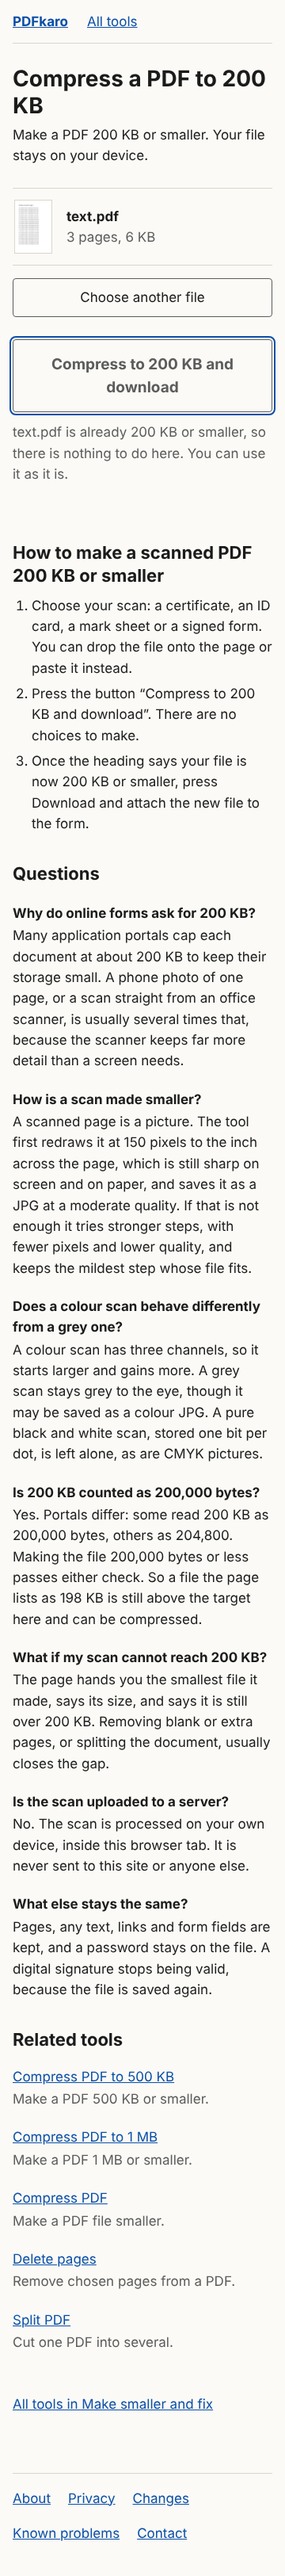 PDFkaro All tools
Compress a PDF to 200
KB
Make a PDF 200 KB or smaller. Your file
stays on your device.
text.pdf
3 pages, 6 KB
Choose another file
Compress to 200 KB and
download
text.pdf is already 200 KB or smaller, so
there is nothing to do here. You can use
it as it is.
How to make a scanned PDF
200 KB or smaller
1. Choose your scan: a certificate, an ID
card, a mark sheet or a signed form.
You can drop the file onto the page or
paste it instead.
2. Press the button “Compress to 200
KB and download”. There are no
choices to make.
3. Once the heading says your file is
now 200 KB or smaller, press
Download and attach the new file to
the form.
Questions
Why do online forms ask for 200 KB?
Many application portals cap each
document at about 200 KB to keep their
storage small. A phone photo of one
page, or a scan straight from an office
scanner, is usually several times that,
because the scanner keeps far more
detail than a screen needs.
How is a scan made smaller?
A scanned page is a picture. The tool
first redraws it at 150 pixels to the inch
across the page, which is still sharp on
screen and on paper, and saves it as a
JPG at a moderate quality. If that is not
enough it tries stronger steps, with
fewer pixels and lower quality, and
keeps the mildest step whose file fits.
Does a colour scan behave differently
from a grey one?
A colour scan has three channels, so it
starts larger and gains more. A grey
scan stays grey to the eye, though it
may be saved as a colour JPG. A pure
black and white scan, stored one bit per
dot, is left alone, as are CMYK pictures.
Is 200 KB counted as 200,000 bytes?
Yes. Portals differ: some read 200 KB as
200,000 bytes, others as 204,800.
Making the file 200,000 bytes or less
passes either check. So a file the page
lists as 198 KB is still above the target
here and can be compressed.
What if my scan cannot reach 200 KB?
The page hands you the smallest file it
made, says its size, and says it is still
over 200 KB. Removing blank or extra
pages, or splitting the document, usually
closes the gap.
Is the scan uploaded to a server?
No. The scan is processed on your own
device, inside this browser tab. It is
never sent to this site or anyone else.
What else stays the same?
Pages, any text, links and form fields are
kept, and a password stays on the file. A
digital signature stops being valid,
because the file is saved again.
Related tools
Compress PDF to 500 KB
Make a PDF 500 KB or smaller.
Compress PDF to 1 MB
Make a PDF 1 MB or smaller.
Compress PDF
Make a PDF file smaller.
Delete pages
Remove chosen pages from a PDF.
Split PDF
Cut one PDF into several.
All tools in Make smaller and fix
About Privacy Changes
Known problems Contact